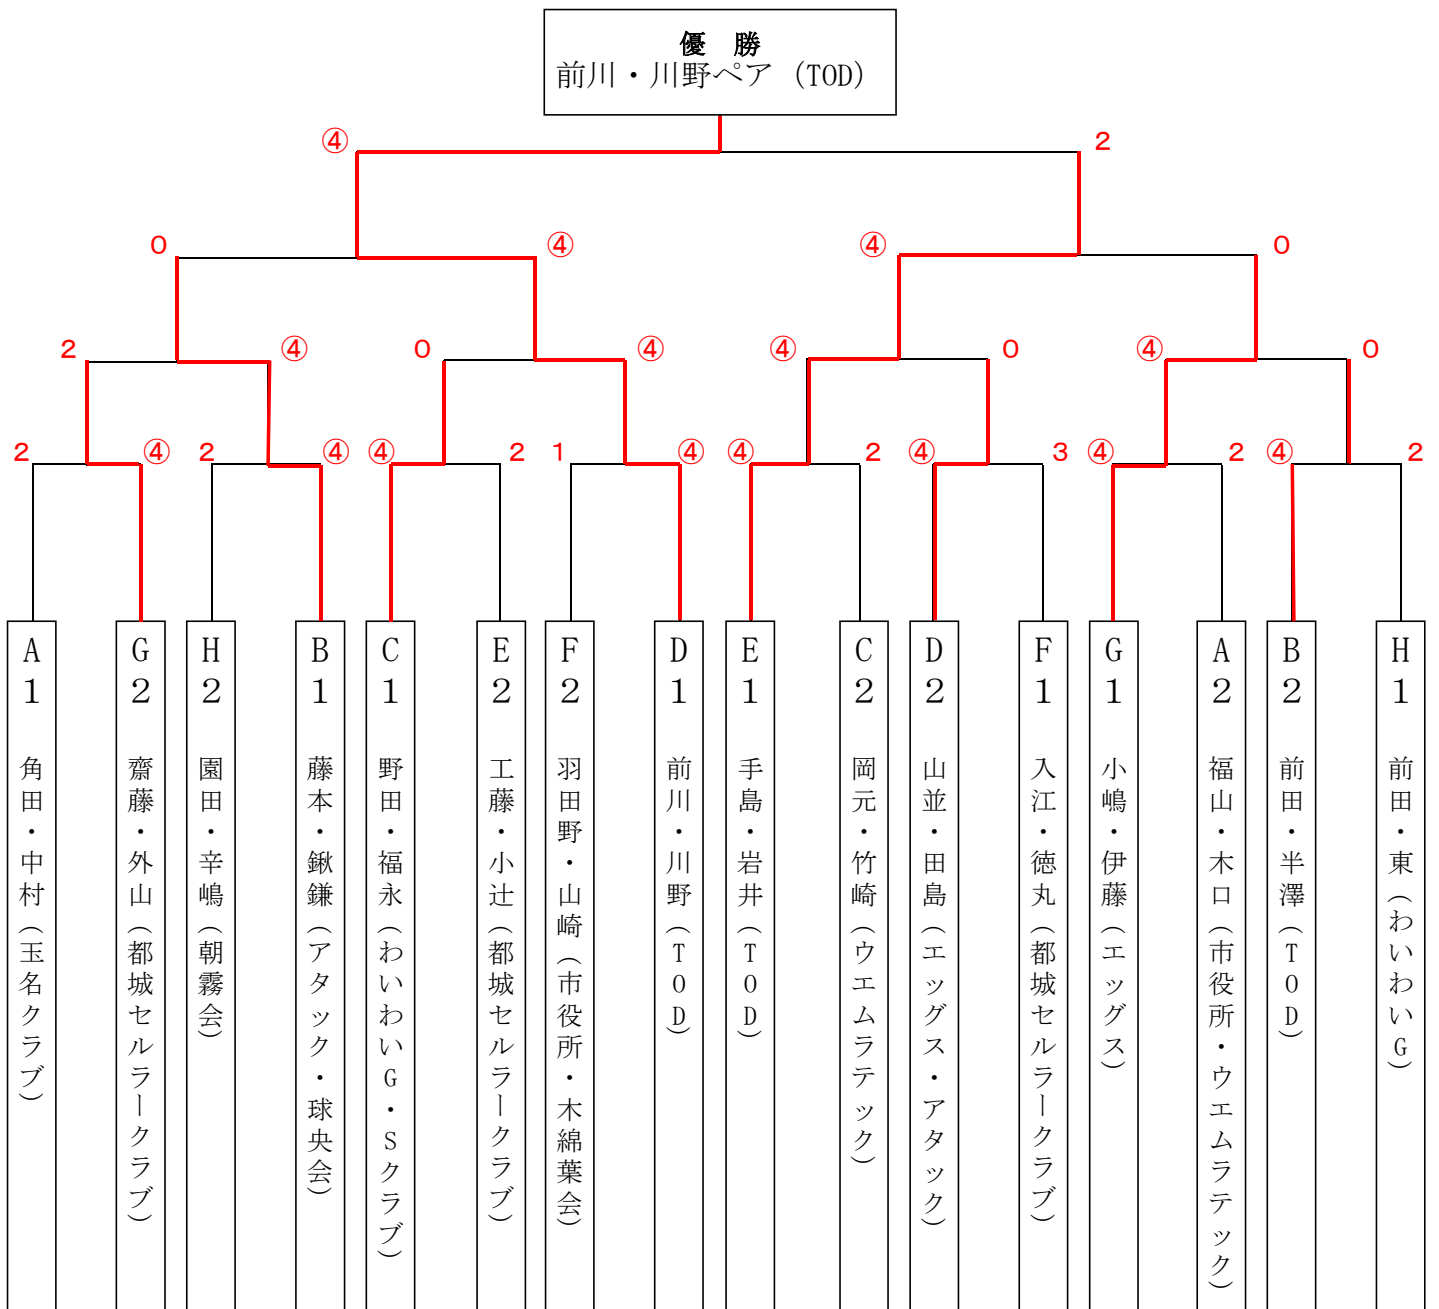 優　勝
前川・川野ペア（TOD）
④ 2
0 ④ ④ 0
2 ④ 0 ④ ④ 0 ④ 0
2 ④ 2 ④ ④ 2 1 ④ ④ 2 ④ 3 ④ 2 ④ 2
A1　角田・中村（玉名クラブ）
G2　齋藤・外山（都城セルラークラブ）
H2　園田・辛嶋（朝霧会）
B1　藤本・鍬鎌（アタック・球央会）
C1　野田・福永（わいわいG・Sクラブ）
E2　工藤・小辻（都城セルラークラブ）
F2　羽田野・山崎（市役所・木綿葉会）
D1　前川・川野（TOD）
E1　手島・岩井（TOD）
C2　岡元・竹崎（ウエムラテック）
D2　山並・田島（エッグス・アタック）
F1　入江・徳丸（都城セルラークラブ）
G1　小嶋・伊藤（エッグス）
A2　福山・木口（市役所・ウエムラテック）
B2　前田・半澤（TOD）
H1　前田・東（わいわいG）